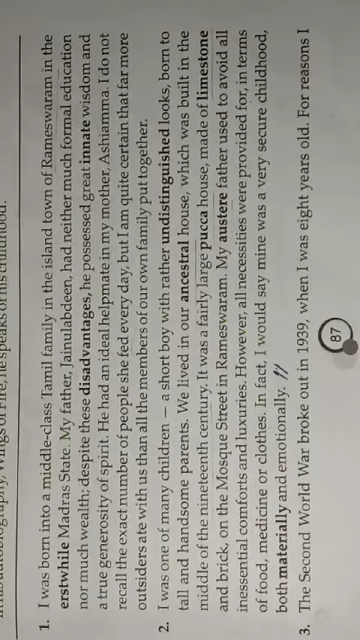 autobiography, Wings of Fire, he speaks of his childhood.
1. I was born into a middle-class Tamil family in the island town of Rameswaram in the
erstwhile Madras State. My father, Jainulabdeen, had neither much formal education
nor much wealth; despite these disadvantages, he possessed great innate wisdom and
a true generosity of spirit. He had an ideal helpmate in my mother, Ashiamma. I do not
recall the exact number of people she fed every day, but I am quite certain that far more
outsiders ate with us than all the members of our own family put together.
2. I was one of many children — a short boy with rather undistinguished looks, born to
tall and handsome parents. We lived in our ancestral house, which was built in the
middle of the nineteenth century. It was a fairly large pucca house, made of limestone
and brick, on the Mosque Street in Rameswaram. My austere father used to avoid all
inessential comforts and luxuries. However, all necessities were provided for, in terms
of food, medicine or clothes. In fact, I would say mine was a very secure childhood,
both materially and emotionally. //
3. The Second World War broke out in 1939, when I was eight years old. For reasons I
87